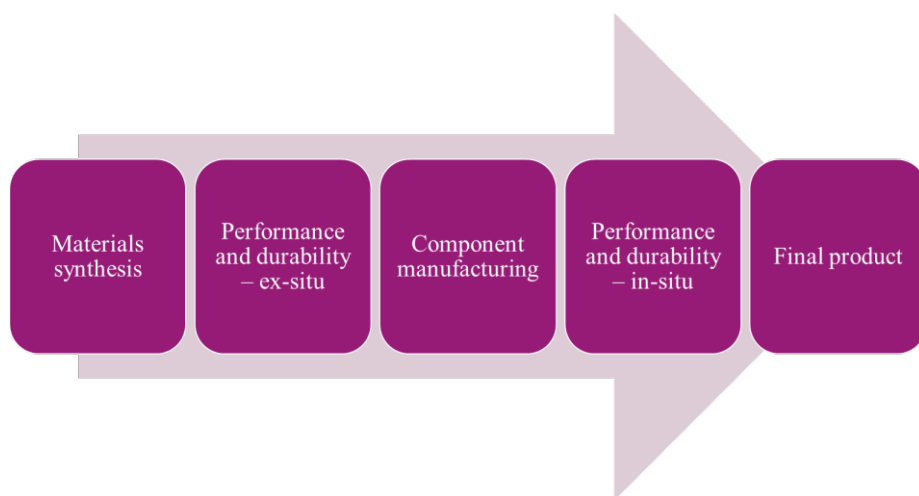 Materials
synthesis
Performance
and durability
– ex-situ
Component
manufacturing
Performance
and durability
– in-situ
Final product